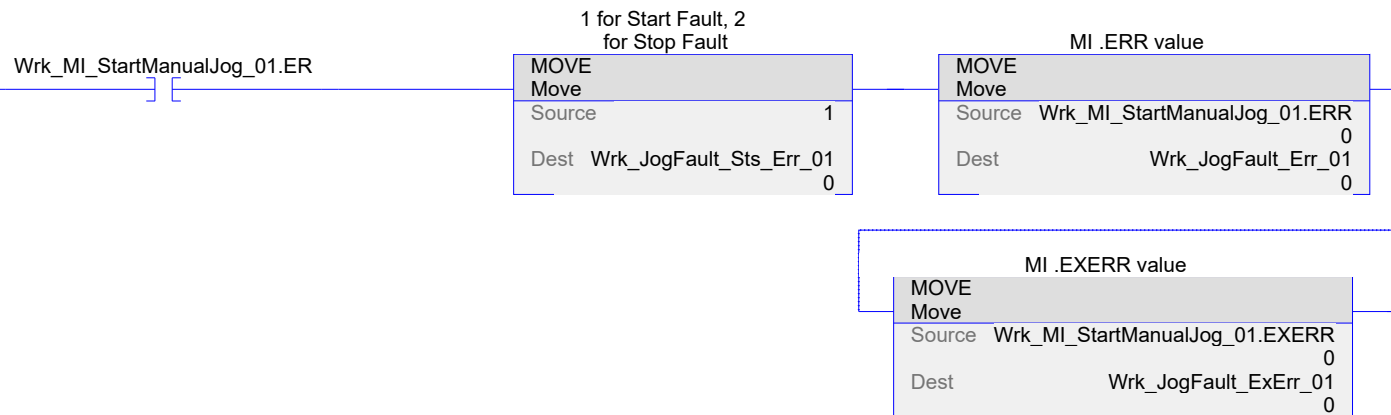 1 for Start Fault, 2
for Stop Fault
MI .ERR value
Wrk_MI_StartManualJog_01.ER
MOVE
Move
Source 1
Dest Wrk_JogFault_Sts_Err_01
0
MOVE
Move
Source Wrk_MI_StartManualJog_01.ERR
0
Dest Wrk_JogFault_Err_01
0
MI .EXERR value
MOVE
Move
Source Wrk_MI_StartManualJog_01.EXERR
0
Dest Wrk_JogFault_ExErr_01
0